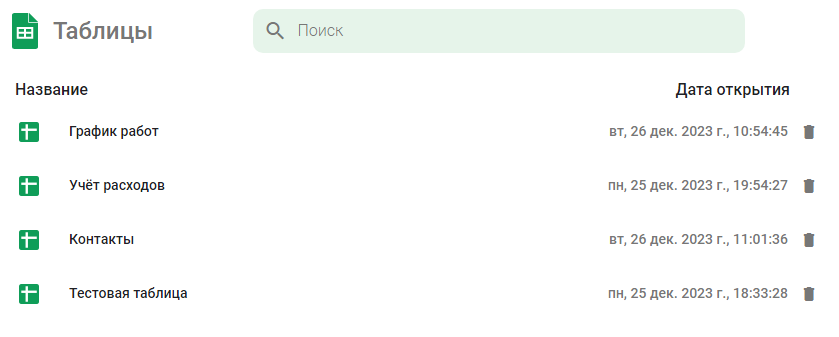 Таблицы
Поиск
Название Дата открытия
График работ вт, 26 дек. 2023 г., 10:54:45
Учёт расходов пн, 25 дек. 2023 г., 19:54:27
Контакты вт, 26 дек. 2023 г., 11:01:36
Тестовая таблица пн, 25 дек. 2023 г., 18:33:28